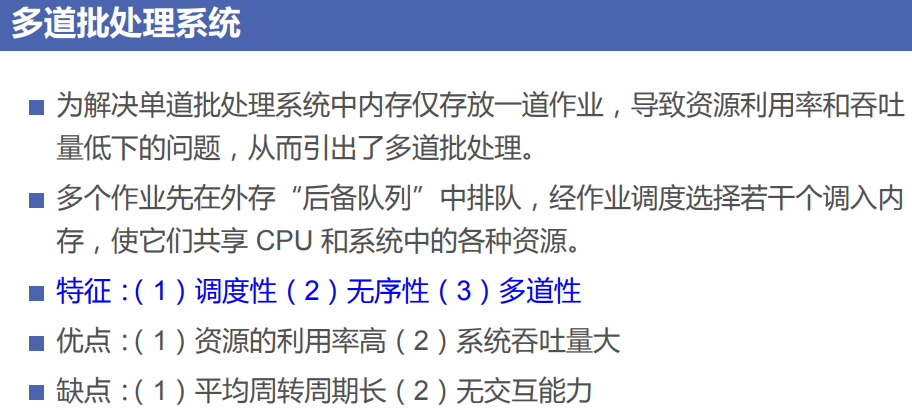 多道批处理系统
为解决单道批处理系统中内存仅存放一道作业，导致资源利用率和吞吐
量低下的问题，从而引出了多道批处理。
多个作业先在外存“后备队列”中排队，经作业调度选择若干个调入内
存，使它们共享 CPU 和系统中的各种资源。
特征：（1）调度性（2）无序性（3）多道性
优点：（1）资源的利用率高（2）系统吞吐量大
缺点：（1）平均周转周期长（2）无交互能力